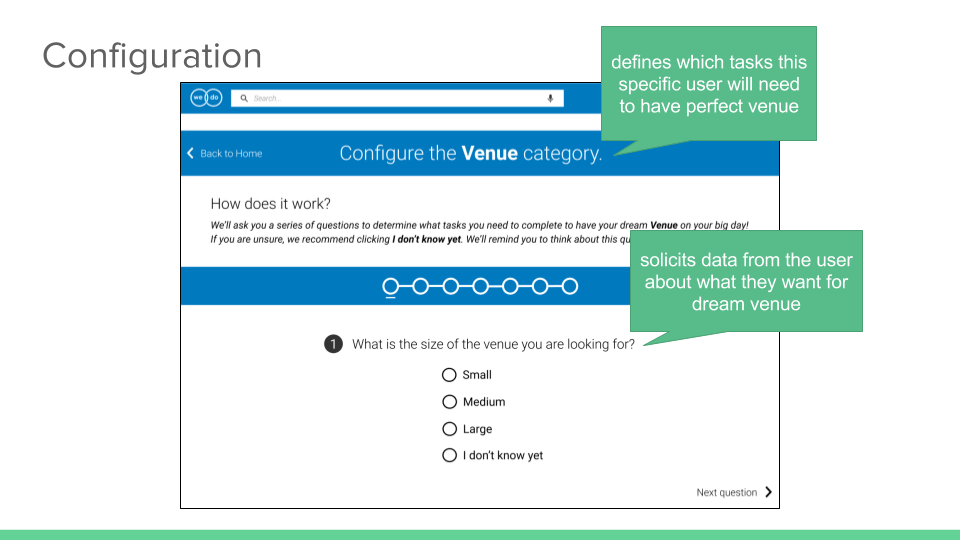 Configuration
defines which tasks this
specific user will need
to have perfect venue
we do
Search...
Back to Home
Configure the Venue category.
How does it work?
We'll ask you a series of questions to determine what tasks you need to complete to have your dream Venue on your big day!
If you are unsure, we recommend clicking I don't know yet. We'll remind you to think about this qu
solicits data from the user
about what they want for
dream venue
1 What is the size of the venue you are looking for?
Small
Medium
Large
I don't know yet
Next question